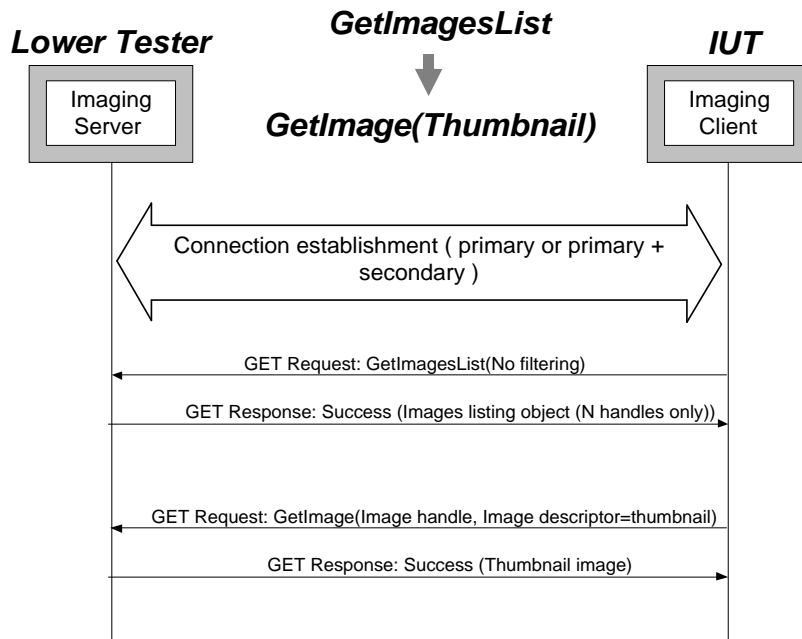 GetImagesList
Lower Tester
IUT
Imaging
Server
GetImage(Thumbnail)
Imaging
Client
Connection establishment ( primary or primary +
secondary )
GET Request: GetImagesList(No filtering)
GET Response: Success (Images listing object (N handles only))
GET Request: GetImage(Image handle, Image descriptor=thumbnail)
GET Response: Success (Thumbnail image)